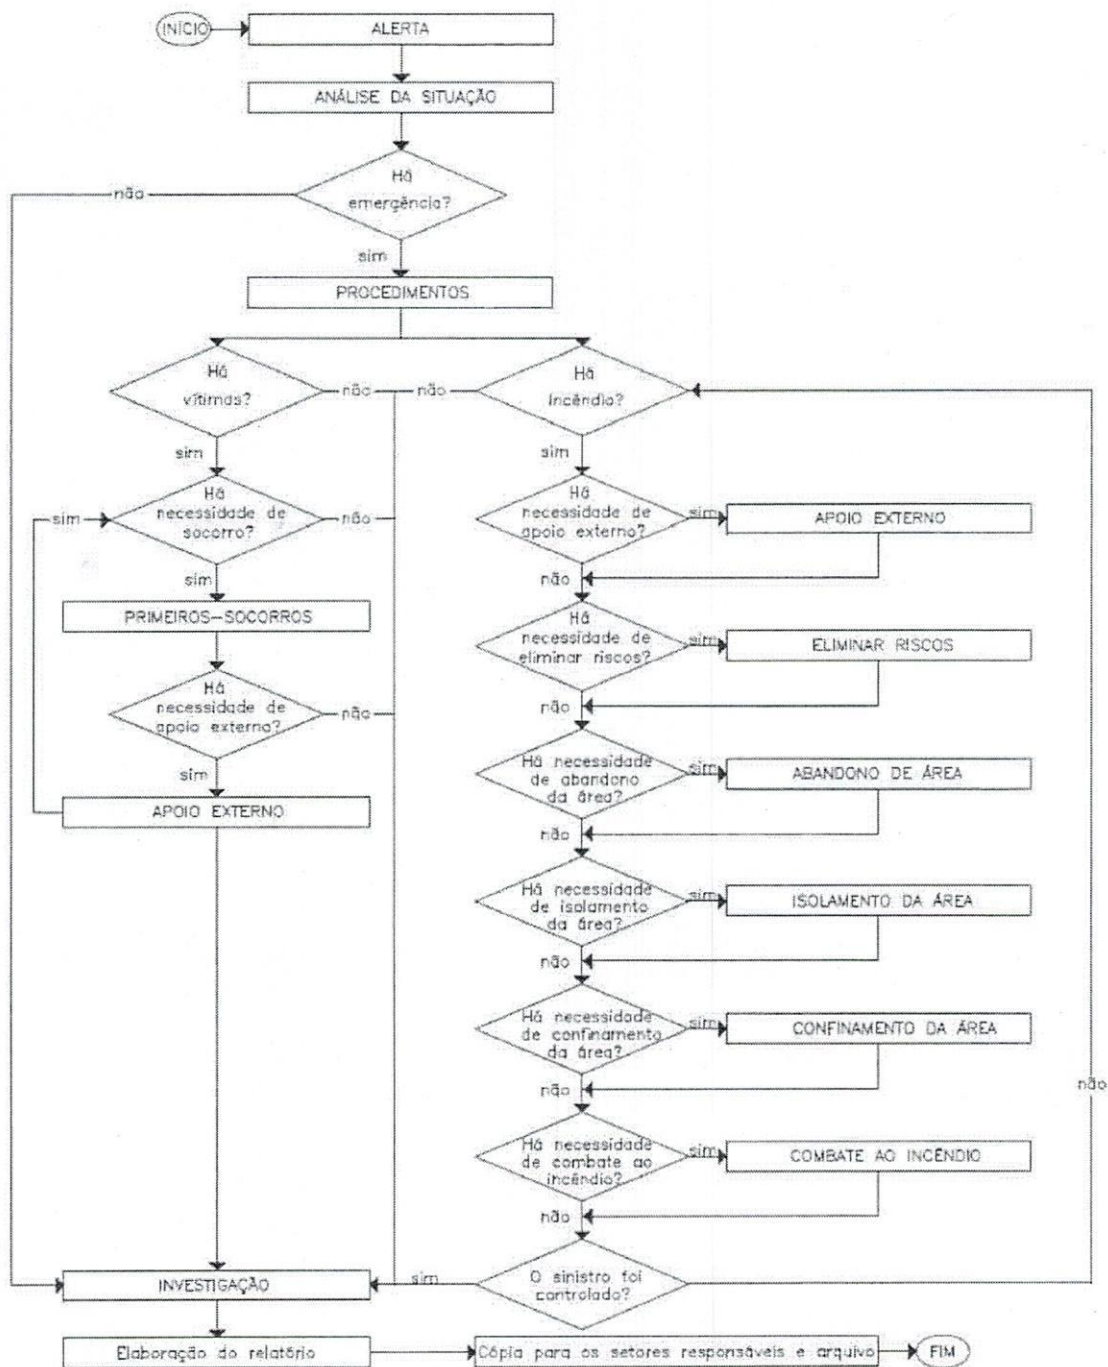 INÍCIO
ALERTA
ANÁLISE DA SITUAÇÃO
Há
emergência?
não
sim
PROCEDIMENTOS
Há
vítimas?
não
não
Há
incêndio?
sim
sim
sim
Há
necessidade de
socorro?
não
Há
necessidade de
apoio externo?
sim
APOIO EXTERNO
sim
não
PRIMEIROS-SOCORROS
Há
necessidade de
eliminar riscos?
sim
ELIMINAR RISCOS
Há
necessidade de
apoio externo?
não
não
sim
Há necessidade
de abandono
da área?
sim
ABANDONO DE ÁREA
APOIO EXTERNO
não
Há necessidade
de isolamento
da área?
sim
ISOLAMENTO DA ÁREA
não
Há necessidade
de confinamento
da área?
sim
CONFINAMENTO DA ÁREA
não
não
Há necessidade
de combate ao
incêndio?
sim
COMBATE AO INCÊNDIO
não
INVESTIGAÇÃO
sim
O sinistro foi
controlado?
Elaboração do relatório
Cópia para os setores responsáveis e arquivo
FIM